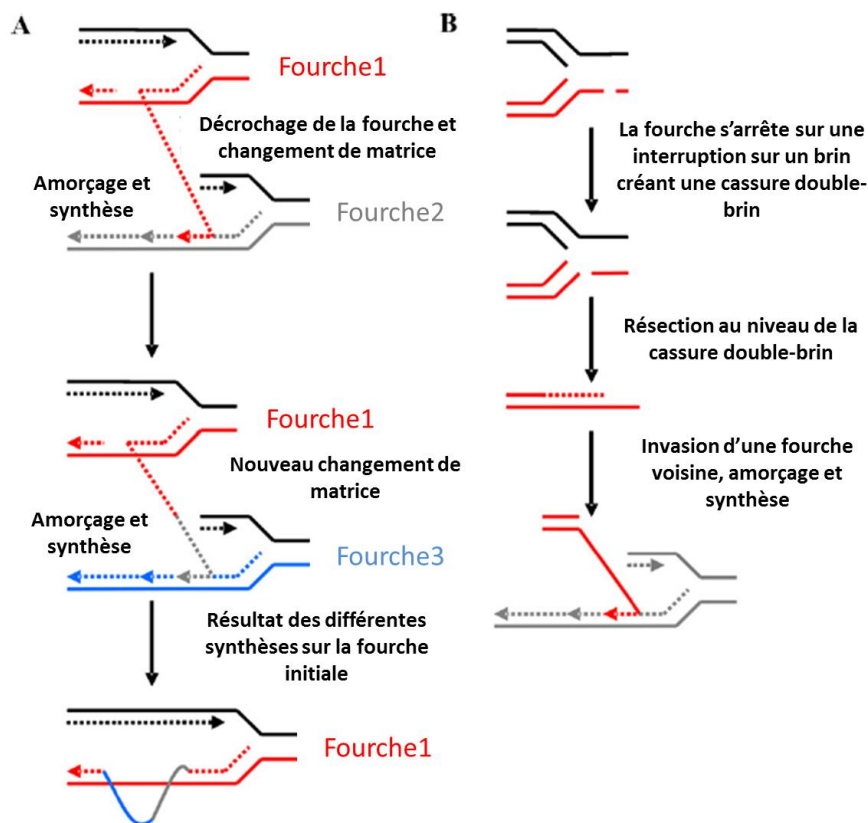 A
Fourche1
Décrochage de la fourche et
changement de matrice
Amorçage et
synthèse
Fourche2
Fourche1
Nouveau changement de
matrice
Amorçage et
synthèse
Fourche3
Résultat des différentes
synthèses sur la fourche
initiale
Fourche1
B
La fourche s’arrête sur une
interruption sur un brin
créant une cassure double-
brin
Résection au niveau de la
cassure double-brin
Invasion d’une fourche
voisine, amorçage et
synthèse